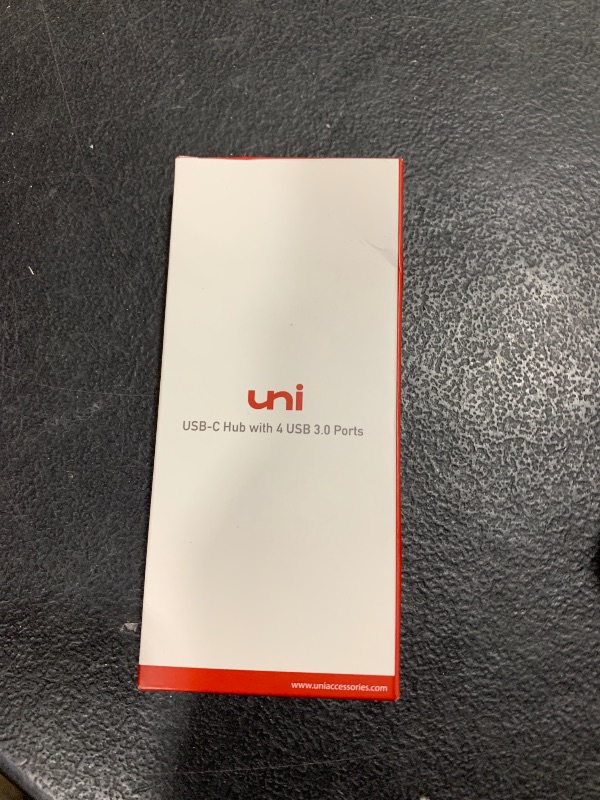 uni
USB-C Hub with 4 USB 3.0 Ports
www.uniaccessories.com